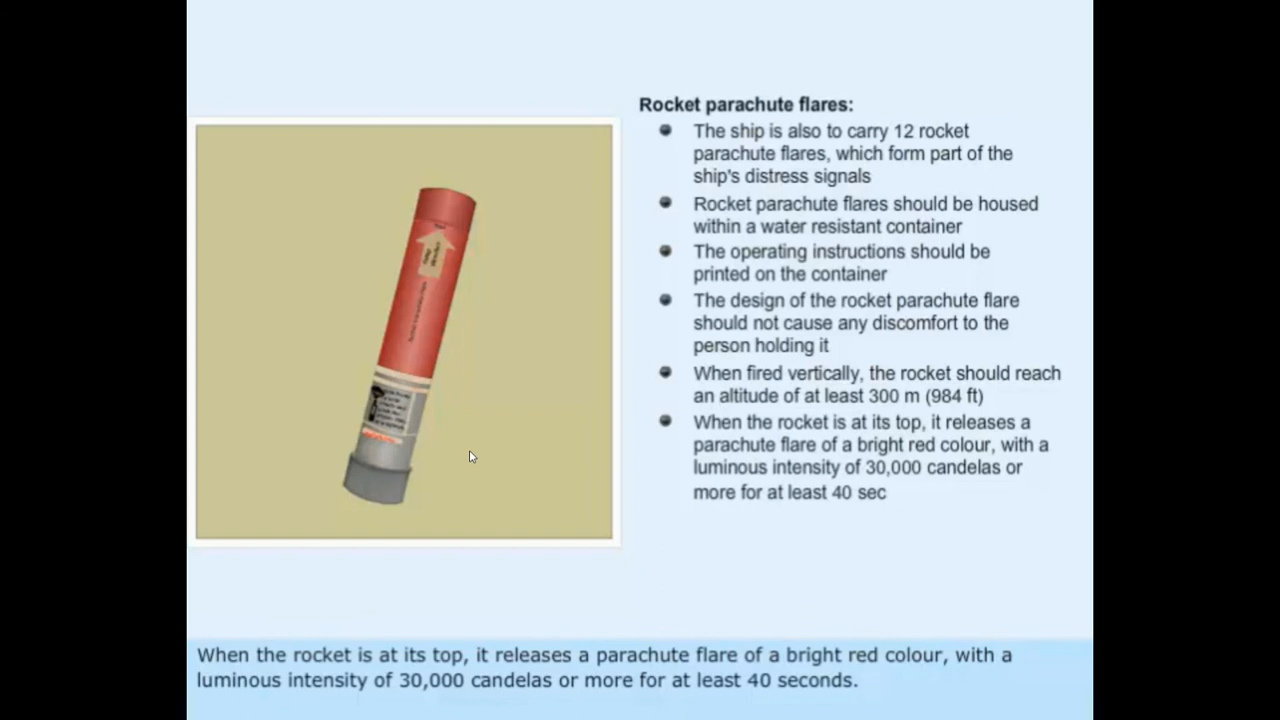 Rocket parachute flares:
The ship is also to carry 12 rocket
parachute flares, which form part of the
ship's distress signals
Rocket parachute flares should be housed
within a water resistant container
The operating instructions should be
printed on the container
The design of the rocket parachute flare
should not cause any discomfort to the
person holding it
When fired vertically, the rocket should reach
an altitude of at least 300 m (984 ft)
When the rocket is at its top, it releases a
parachute flare of a bright red colour, with a
luminous intensity of 30,000 candelas or
more for at least 40 sec
When the rocket is at its top, it releases a parachute flare of a bright red colour, with a
luminous intensity of 30,000 candelas or more for at least 40 seconds.